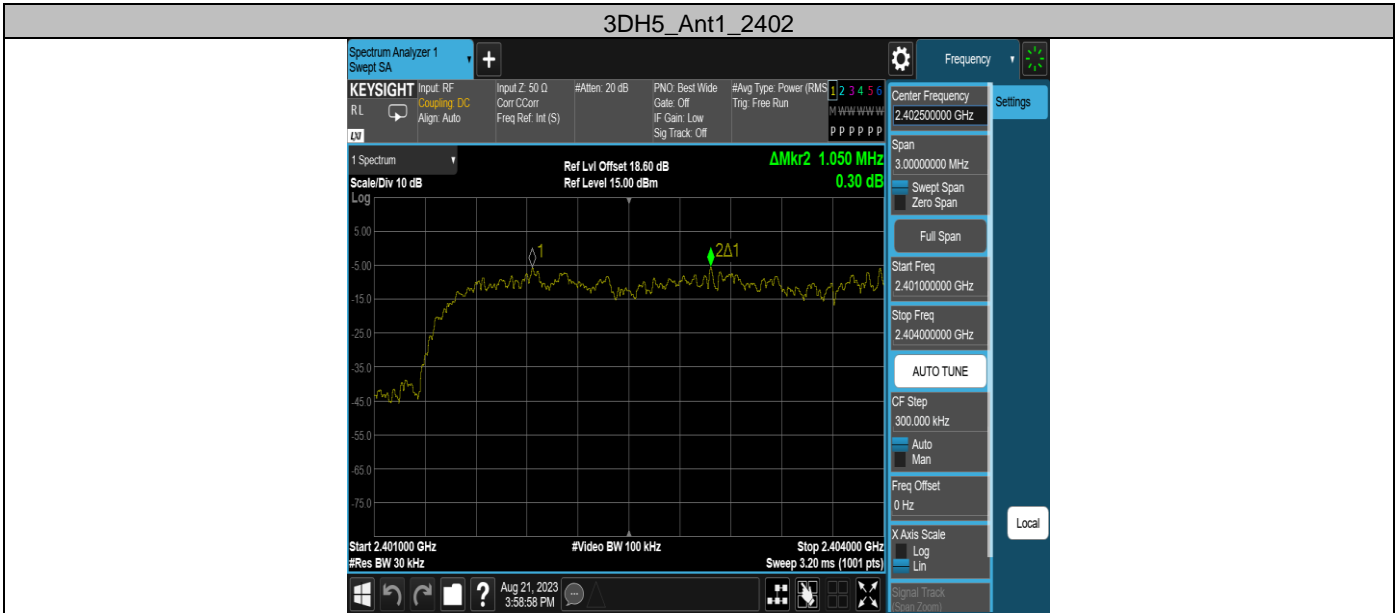 3DH5_Ant1_2402
Spectrum Analyzer 1
Swept SA
+
Frequency
KEYSIGHT
RL
LXI
Input: RF
Coupling: DC
Align: Auto
Input Z: 50 Ω
Corr CCorr
Freq Ref: Int (S)
#Atten: 20 dB
PNO: Best Wide
Gate: Off
IF Gain: Low
Sig Track: Off
#Avg Type: Power (RMS
Trig: Free Run
1 2 3 4 5 6
M W W W W W
P P P P P P
1 Spectrum
Scale/Div 10 dB
Log
Ref Lvl Offset 18.60 dB
Ref Level 15.00 dBm
ΔMkr2 1.050 MHz
0.30 dB
5.00
-5.00
-15.0
-25.0
-35.0
-45.0
-55.0
-65.0
-75.0
1
2Δ1
Start 2.401000 GHz
#Res BW 30 kHz
#Video BW 100 kHz
Stop 2.404000 GHz
Sweep 3.20 ms (1001 pts)
?
Aug 21, 2023
3:58:58 PM
Center Frequency
2.402500000 GHz
Span
3.00000000 MHz
Swept Span
Zero Span
Full Span
Start Freq
2.401000000 GHz
Stop Freq
2.404000000 GHz
AUTO TUNE
CF Step
300.000 kHz
Auto
Man
Freq Offset
0 Hz
X Axis Scale
Log
Lin
Signal Track
(Span Zoom)
Settings
Local